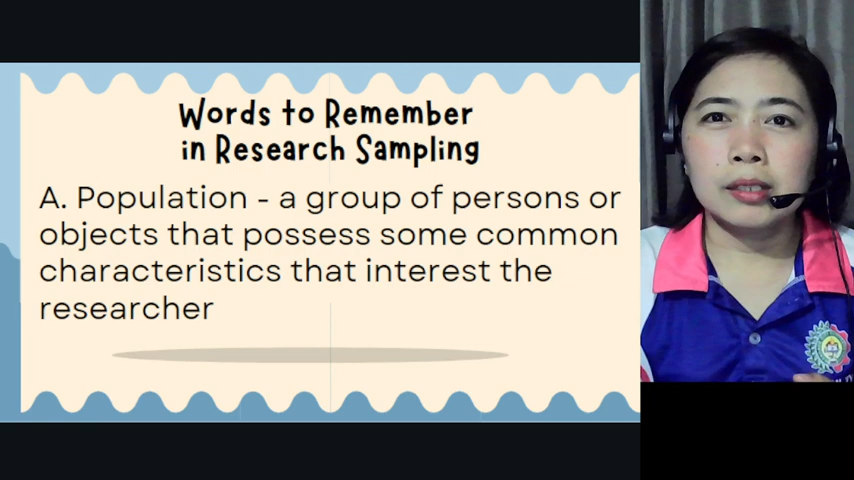 Words to Remember
in Research Sampling
A. Population - a group of persons or
objects that possess some common
characteristics that interest the
researcher